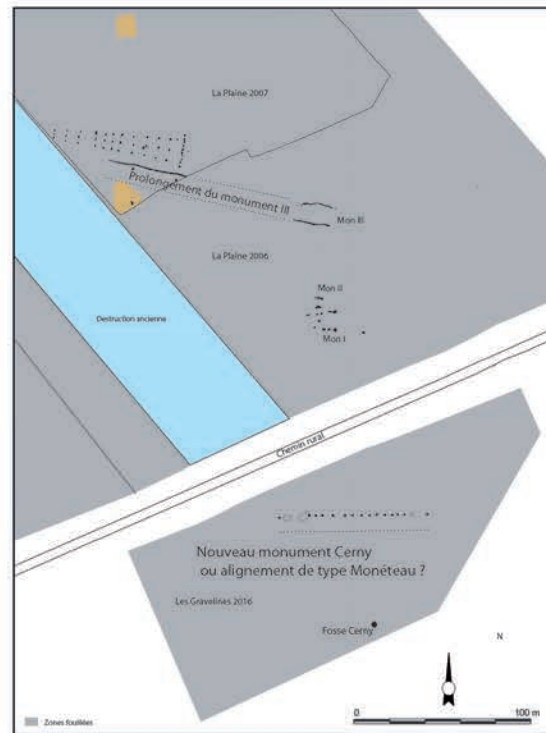 La Plaine 2007
Prolongement du monument III
Mon III
La Plaine 2006
Mon II
Destruction ancienne
Mon I
Chemin rural
Nouveau monument Cerny
ou alignement de type Monéteau ?
Les Gravelines 2016
Fosse Cerny
N
Zones fouillées
0
100 m